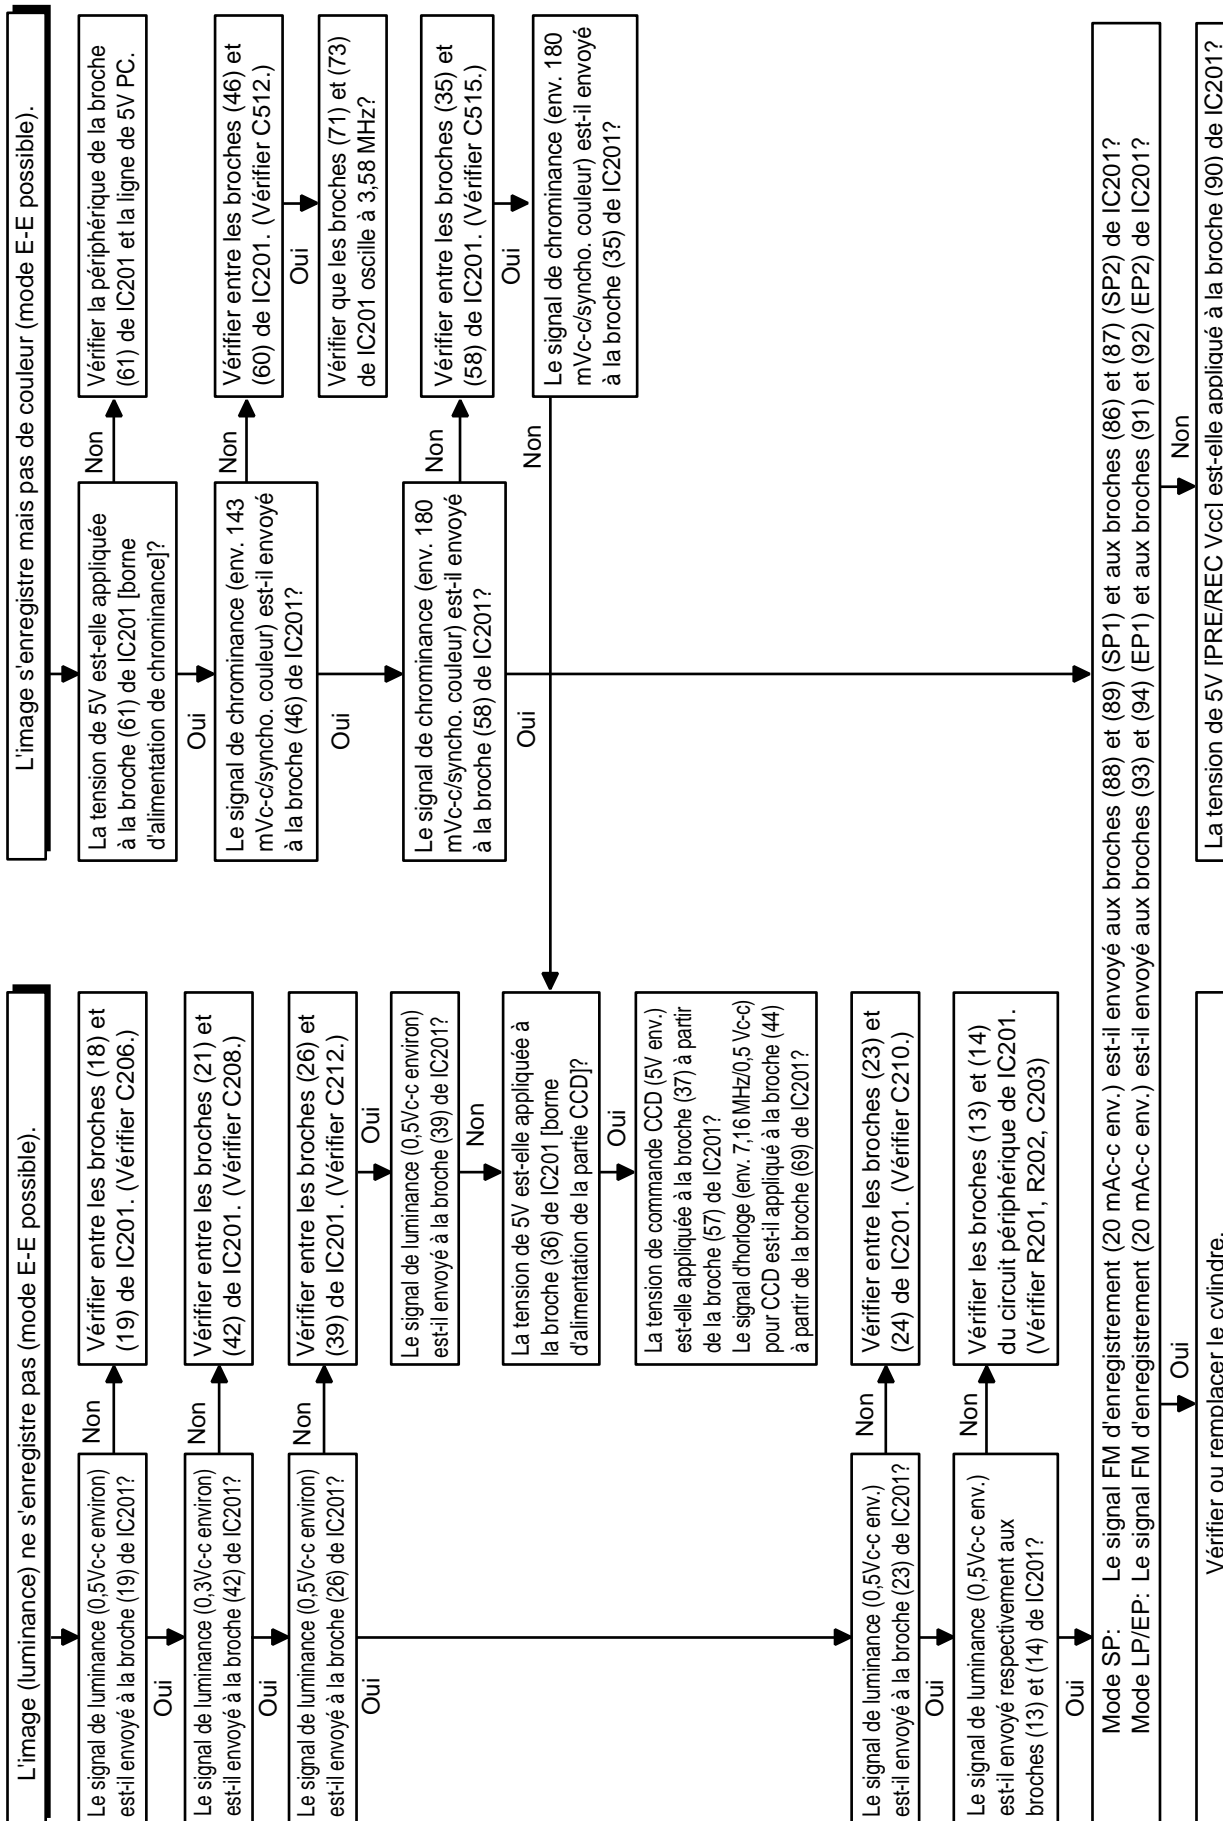 L'image (luminance) ne s'enregistre pas (mode E-E possible).
Le signal de luminance (0,5Vc-c environ)
est-il envoyé à la broche (19) de IC201?
Non
Vérifier entre les broches (18) et
(19) de IC201. (Vérifier C206.)
Oui
Le signal de luminance (0,3Vc-c environ)
est-il envoyé à la broche (42) de IC201?
Non
Vérifier entre les broches (21) et
(42) de IC201. (Vérifier C208.)
Oui
Le signal de luminance (0,5Vc-c environ)
est-il envoyé à la broche (26) de IC201?
Non
Vérifier entre les broches (26) et
(39) de IC201. (Vérifier C212.)
Oui
Oui
Le signal de luminance (0,5Vc-c environ)
est-il envoyé à la broche (39) de IC201?
Non
La tension de 5V est-elle appliquée à
la broche (36) de IC201 [borne
d'alimentation de la partie CCD]?
Oui
La tension de commande CCD (5V env.)
est-elle appliquée à la broche (37) à partir
de la broche (57) de IC201?
Le signal d'horloge (env. 7,16 MHz/0,5 Vc-c)
pour CCD est-il appliqué à la broche (44)
à partir de la broche (69) de IC201?
Le signal de luminance (0,5Vc-c env.)
est-il envoyé à la broche (23) de IC201?
Non
Vérifier entre les broches (23) et
(24) de IC201. (Vérifier C210.)
Oui
Le signal de luminance (0,5Vc-c env.)
est-il envoyé respectivement aux
broches (13) et (14) de IC201?
Non
Vérifier les broches (13) et (14)
du circuit périphérique de IC201.
(Vérifier R201, R202, C203)
Oui
L'image s'enregistre mais pas de couleur (mode E-E possible).
La tension de 5V est-elle appliquée
à la broche (61) de IC201 [borne
d'alimentation de chrominance]?
Non
Vérifier la périphérique de la broche
(61) de IC201 et la ligne de 5V PC.
Oui
Le signal de chrominance (env. 143
mVc-c/syncho. couleur) est-il envoyé
à la broche (46) de IC201?
Non
Vérifier entre les broches (46) et
(60) de IC201. (Vérifier C512.)
Oui
Vérifier que les broches (71) et (73)
de IC201 oscille à 3,58 MHz?
Oui
Le signal de chrominance (env. 180
mVc-c/syncho. couleur) est-il envoyé
à la broche (58) de IC201?
Non
Vérifier entre les broches (35) et
(58) de IC201. (Vérifier C515.)
Oui
Le signal de chrominance (env. 180
mVc-c/syncho. couleur) est-il envoyé
à la broche (35) de IC201?
Non
Oui
Mode SP: Le signal FM d'enregistrement (20 mAc-c env.) est-il envoyé aux broches (88) et (89) (SP1) et aux broches (86) et (87) (SP2) de IC201?
Mode LP/EP: Le signal FM d'enregistrement (20 mAc-c env.) est-il envoyé aux broches (93) et (94) (EP1) et aux broches (91) et (92) (EP2) de IC201?
Oui
Vérifier ou remplacer le cylindre.
Non
La tension de 5V [PRE/REC Vcc] est-elle appliqué à la broche (90) de IC201?